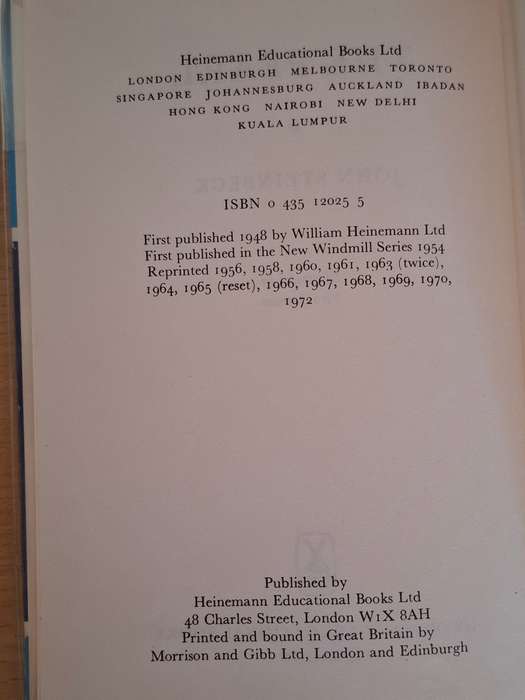 Heinemann Educational Books Ltd
LONDON EDINBURGH MELBOURNE TORONTO
SINGAPORE JOHANNESBURG AUCKLAND IBADAN
HONG KONG NAIROBI NEW DELHI
KUALA LUMPUR
JOHN STEINBECK
ISBN 0 435 12025 5
First published 1948 by William Heinemann Ltd
First published in the New Windmill Series 1954
Reprinted 1956, 1958, 1960, 1961, 1963 (twice),
1964, 1965 (reset), 1966, 1967, 1968, 1969, 1970,
1972
Published by
Heinemann Educational Books Ltd
48 Charles Street, London W1X 8AH
Printed and bound in Great Britain by
Morrison and Gibb Ltd, London and Edinburgh